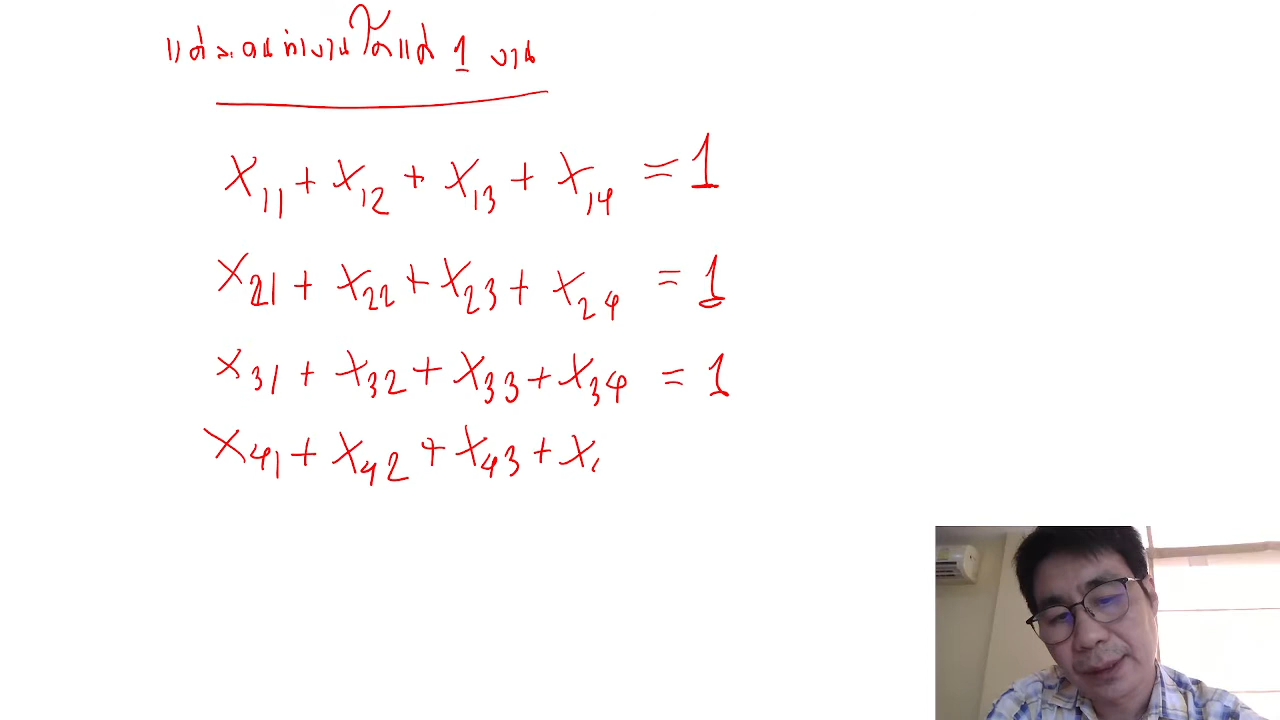 แต่ละคนทำงานได้แค่ 1 งาน
x₁₁ + x₁₂ + x₁₃ + x₁₄ = 1
x₂₁ + x₂₂ + x₂₃ + x₂₄ = 1
x₃₁ + x₃₂ + x₃₃ + x₃₄ = 1
x₄₁ + x₄₂ + x₄₃ + x